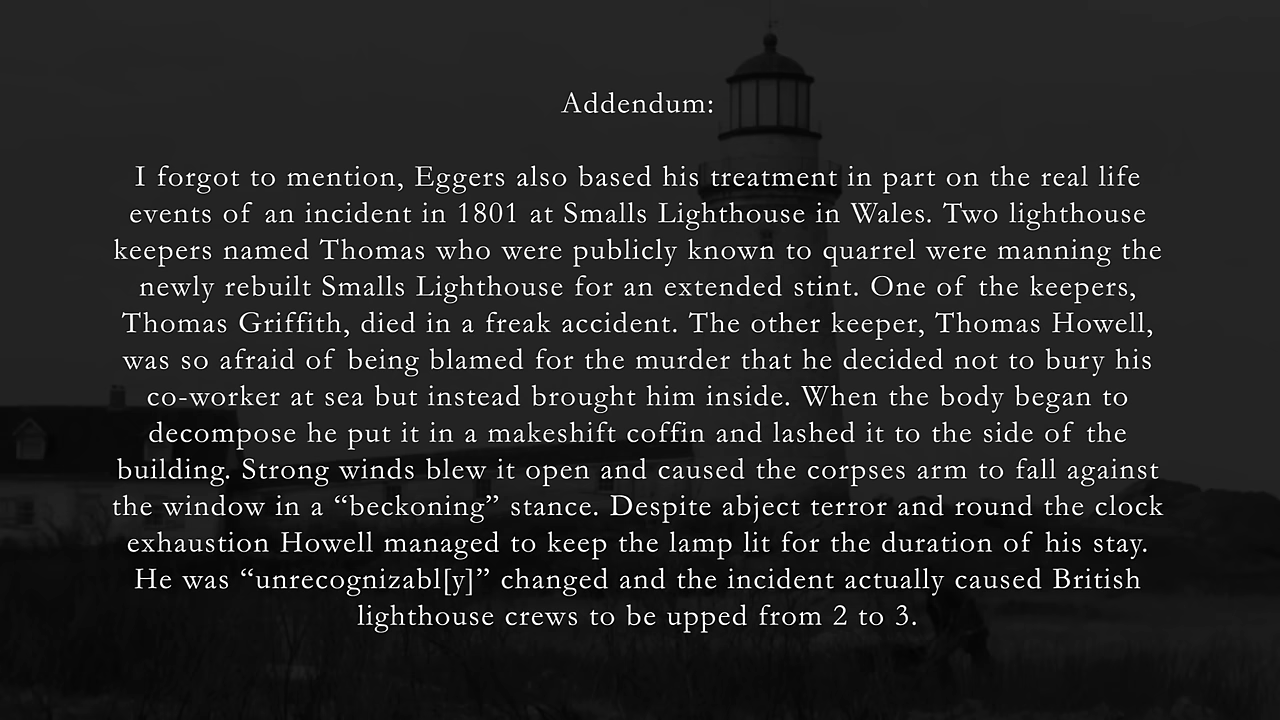 Addendum:
I forgot to mention, Eggers also based his treatment in part on the real life
events of an incident in 1801 at Smalls Lighthouse in Wales. Two lighthouse
keepers named Thomas who were publicly known to quarrel were manning the
newly rebuilt Smalls Lighthouse for an extended stint. One of the keepers,
Thomas Griffith, died in a freak accident. The other keeper, Thomas Howell,
was so afraid of being blamed for the murder that he decided not to bury his
co-worker at sea but instead brought him inside. When the body began to
decompose he put it in a makeshift coffin and lashed it to the side of the
building. Strong winds blew it open and caused the corpses arm to fall against
the window in a “beckoning” stance. Despite abject terror and round the clock
exhaustion Howell managed to keep the lamp lit for the duration of his stay.
He was “unrecognizabl[y]” changed and the incident actually caused British
lighthouse crews to be upped from 2 to 3.